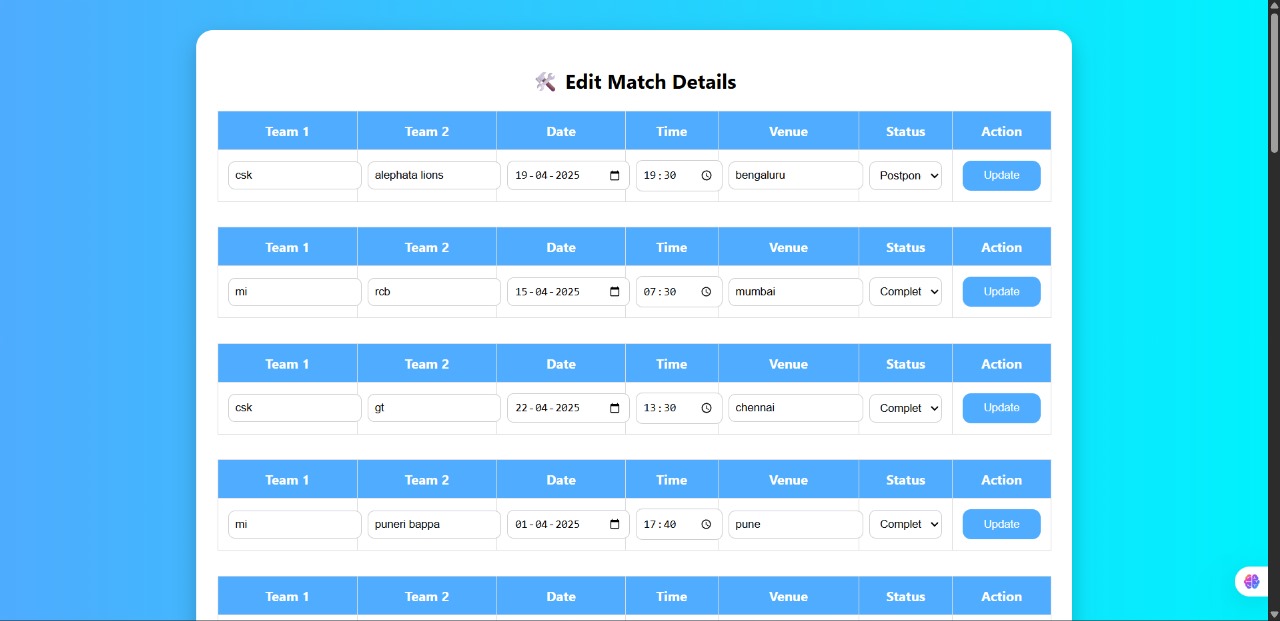 🛠️ Edit Match Details
Team 1 Team 2 Date Time Venue Status Action
csk alephata lions 19-04-2025 19:30 bengaluru Postpon Update
Team 1 Team 2 Date Time Venue Status Action
mi rcb 15-04-2025 07:30 mumbai Complet Update
Team 1 Team 2 Date Time Venue Status Action
csk gt 22-04-2025 13:30 chennai Complet Update
Team 1 Team 2 Date Time Venue Status Action
mi puneri bappa 01-04-2025 17:40 pune Complet Update
Team 1 Team 2 Date Time Venue Status Action